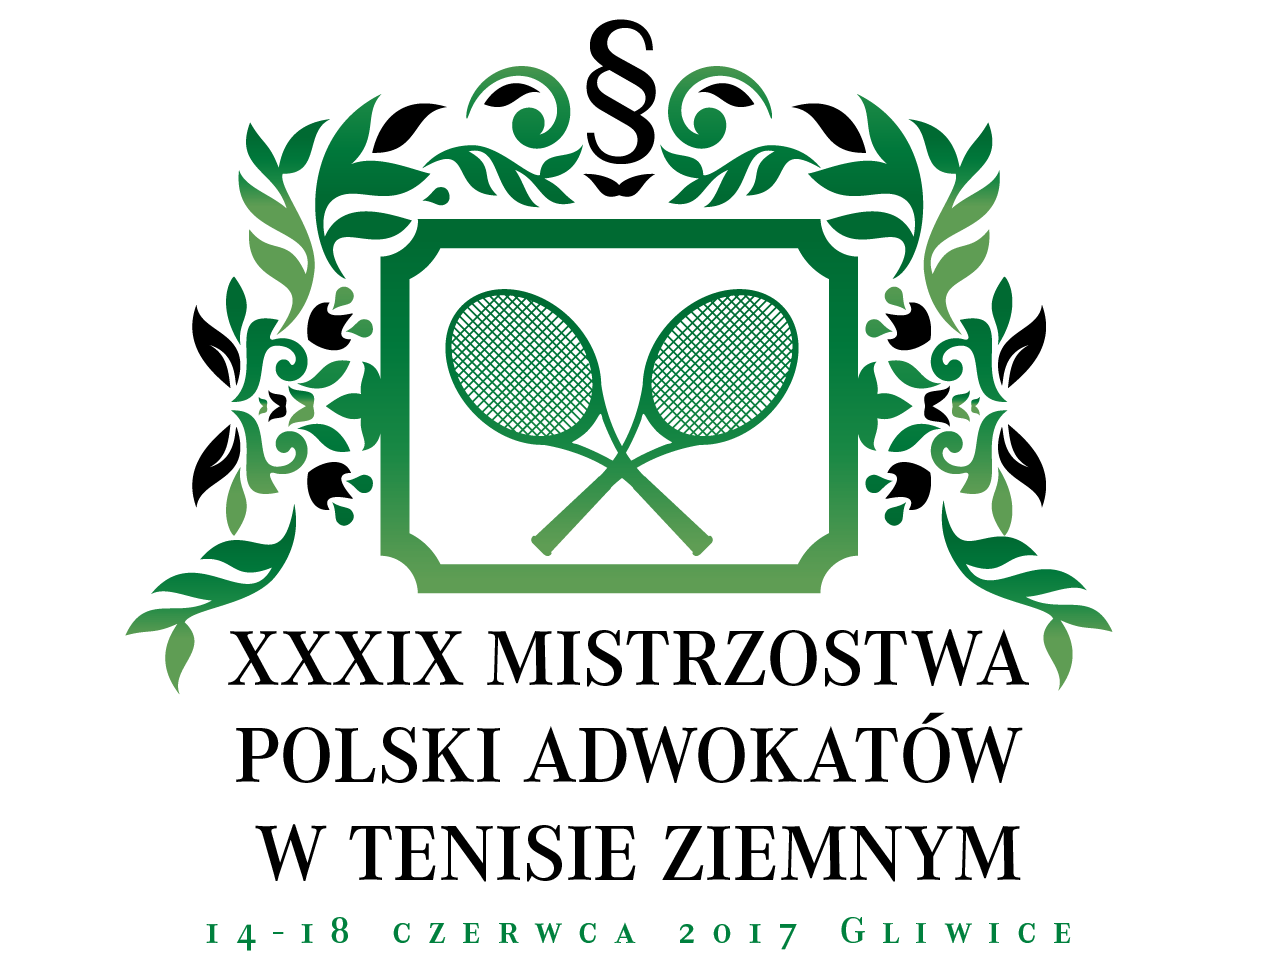 §
XXXIX MISTRZOSTWA
POLSKI ADWOKATÓW
W TENISIE ZIEMNYM
14-18 czerwca 2017 Gliwice